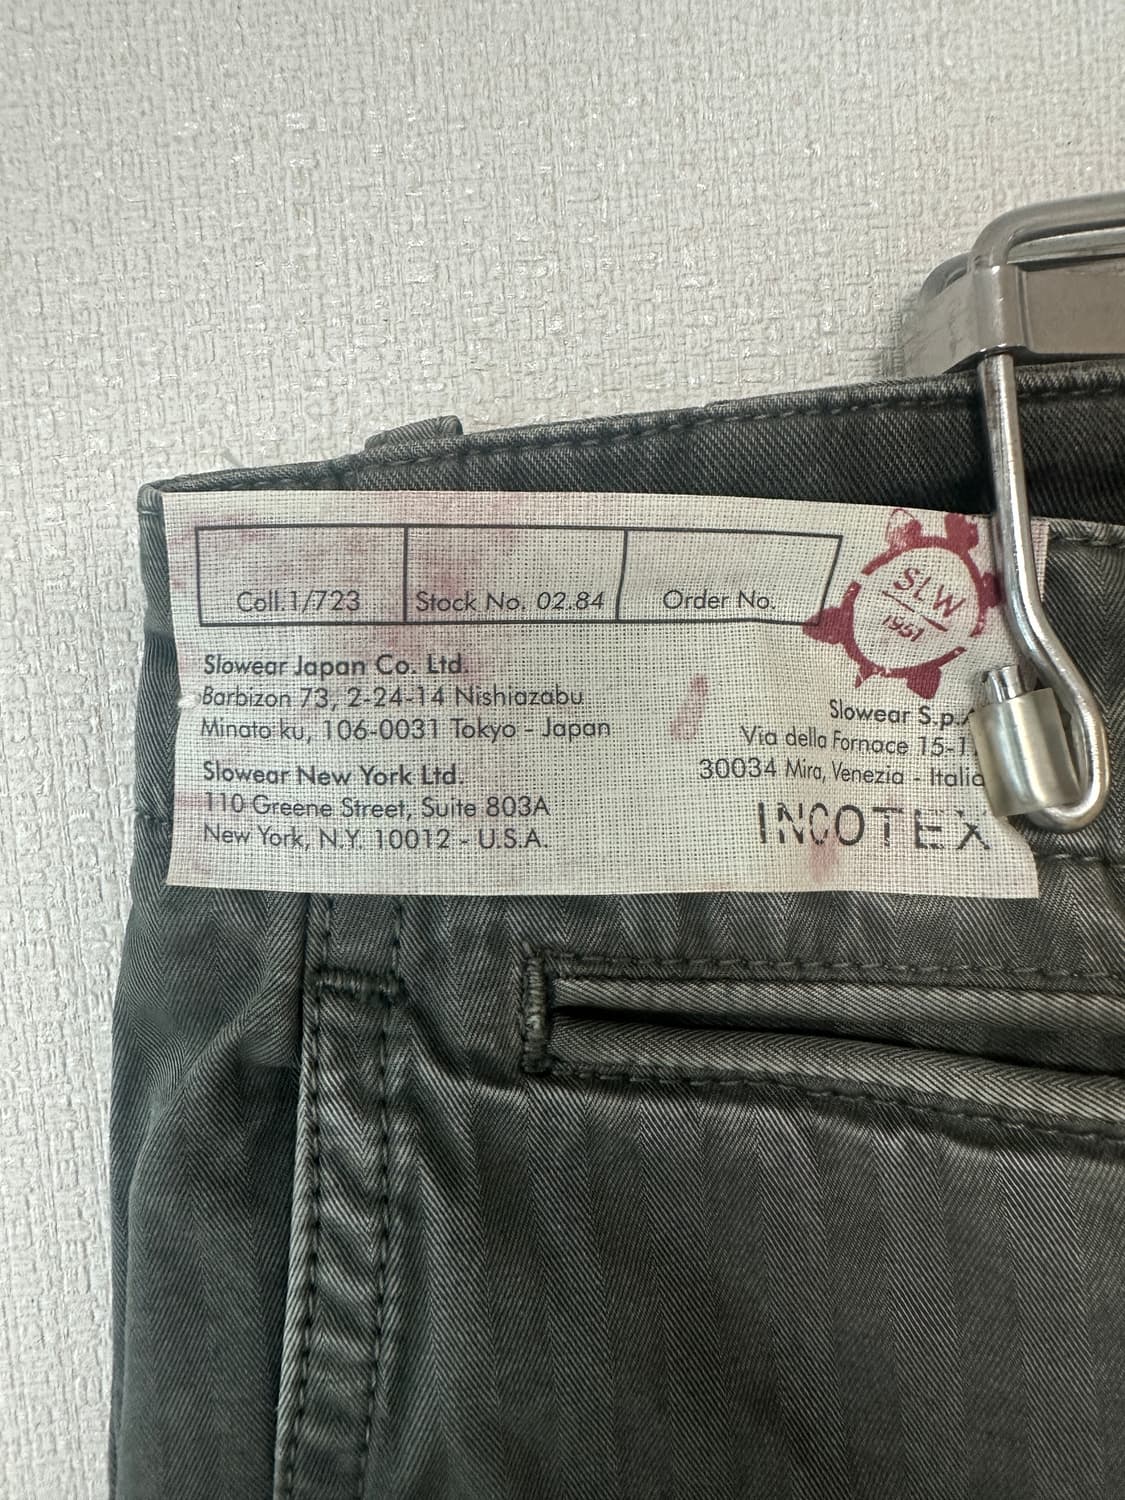 Coll.1/723
Stock No. 02.84
Order No.
SLW
1951
Slowear Japan Co. Ltd.
Barbizon 73, 2-24-14 Nishiazabu
Minato ku, 106-0031 Tokyo - Japan
Slowear New York Ltd.
110 Greene Street, Suite 803A
New York, N.Y. 10012 - U.S.A.
Slowear S.p.
Via della Fornace
30034 Mira, Venezia - Italia
INCOTEX